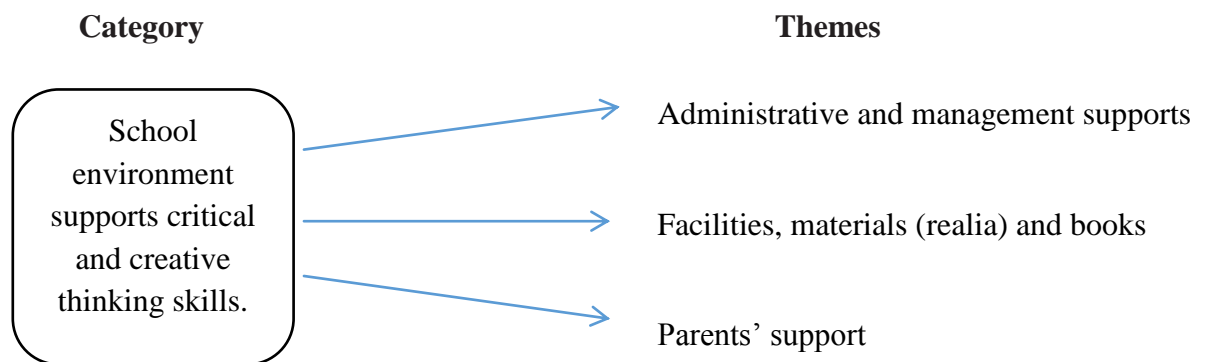 Category
Themes
School
environment
supports critical
and creative
thinking skills.
Administrative and management supports
Facilities, materials (realia) and books
Parents’ support